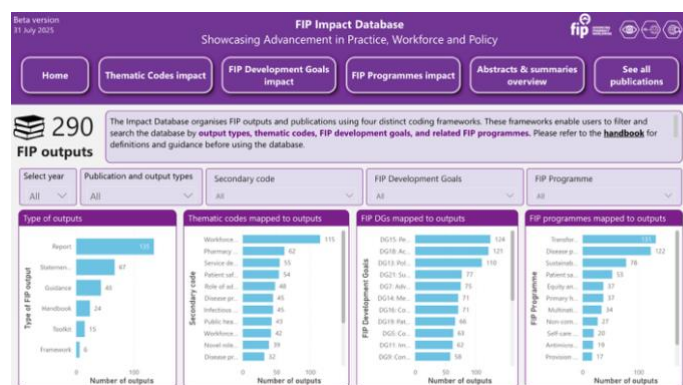 Beta version
31 July 2025
FIP Impact Database
Showcasing Advancement in Practice, Workforce and Policy
fip
Home
Thematic Codes impact
FIP Development Goals
impact
FIP Programmes impact
Abstracts & summaries
overview
See all
publications
290
FIP outputs
The Impact Database organises FIP outputs and publications using four distinct coding frameworks. These frameworks enable users to filter and
search the database by output types, thematic codes, FIP development goals, and related FIP programmes. Please refer to the handbook for
definitions and guidance before using the database.
Select year
All
Publication and output types
All
Secondary code
All
FIP Development Goals
All
FIP Programme
All
Type of outputs
Type of FIP output
Report
Statemen...
67
Guidance
Handbook
24
Toolkit
15
Framework
6
0
100
Number of outputs
Thematic codes mapped to outputs
Secondary code
Workforce...
115
Pharmacy ...
62
Service de...
55
Patient saf...
54
Role of ad...
48
Disease pr...
45
Infectious ...
45
Public hea...
43
Workforce...
42
Novel role...
39
Disease pr...
32
0
100
Number of outputs
FIP DGs mapped to outputs
FIP Development Goals
DG15: Pe...
124
DG18: Ac...
121
DG13: Pol...
110
DG21: Su...
77
DG7: Adv...
75
DG14: Me...
71
DG16: Co...
71
DG19: Pat...
66
DG5: Co...
63
DG11: Im...
62
DG9: Con...
58
0
100
Number of outputs
FIP programmes mapped to outputs
FIP Programme
Transfor...
Disease p...
122
Sustainab...
76
Patient sa...
53
Equity an...
37
Primary h...
37
Multinati...
34
Non-com...
27
Self-care ...
20
Antimicro...
19
Provision ...
17
0
100
Number of outputs